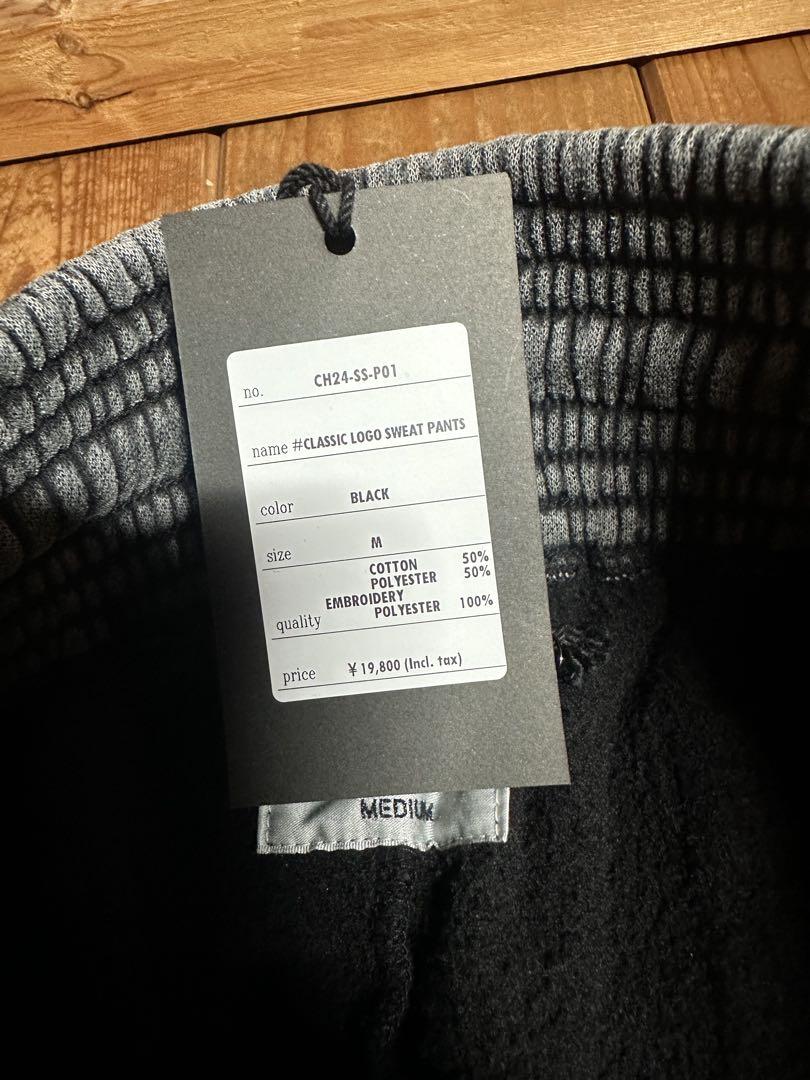 no. CH24-SS-P01
name #CLASSIC LOGO SWEAT PANTS
color BLACK
size M
COTTON 50%
POLYESTER 50%
EMBROIDERY
quality POLYESTER 100%
price ¥19,800 (Incl. tax)
MEDIUM